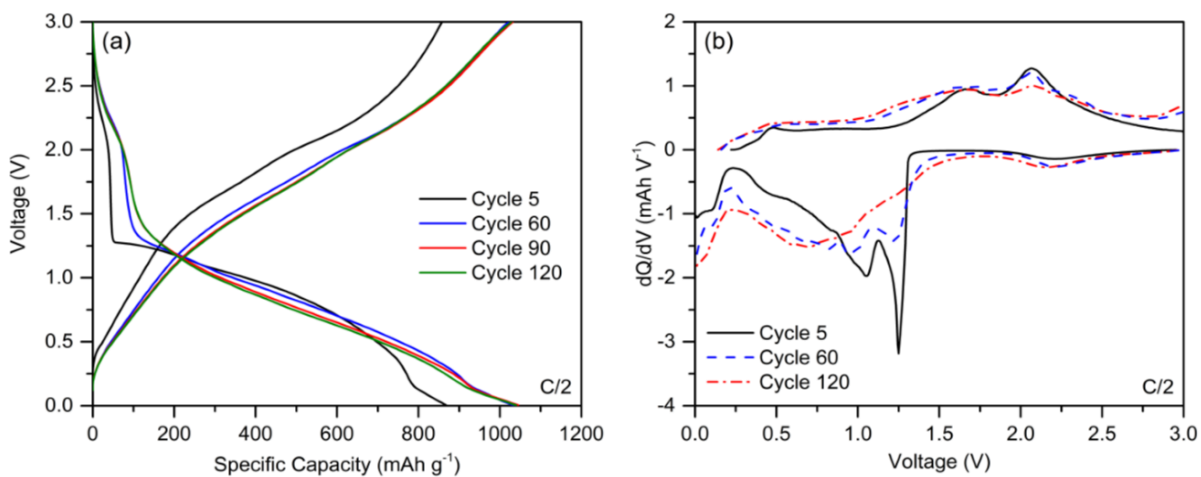 (a)
3.0
2.5
2.0
1.5
1.0
0.5
0.0
Voltage (V)
Cycle 5
Cycle 60
Cycle 90
Cycle 120
C/2
0 200 400 600 800 1000 1200
Specific Capacity (mAh g⁻¹)
(b)
2
1
0
-1
-2
-3
-4
dQ/dV (mAh V⁻¹)
Cycle 5
Cycle 60
Cycle 120
C/2
0.0 0.5 1.0 1.5 2.0 2.5 3.0
Voltage (V)